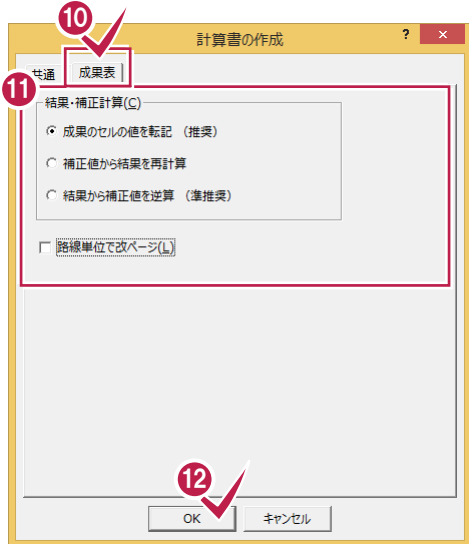 10
計算書の作成
? ×
共通 成果表
11
結果・補正計算(C)
成果のセルの値を転記 (推奨)
補正値から結果を再計算
結果から補正値を逆算 (準推奨)
路線単位で改ページ(L)
12
OK キャンセル